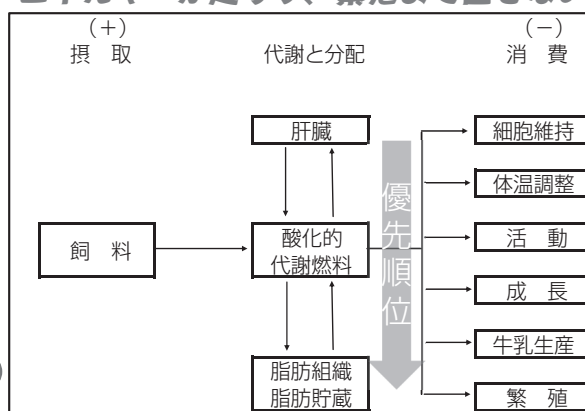 (+)
摂 取
代謝と分配
(−)
消 費
肝臓
細胞維持
体温調整
優先順位
飼 料
酸化的
代謝燃料
活 動
成 長
牛乳生産
脂肪組織
脂肪貯蔵
繁 殖